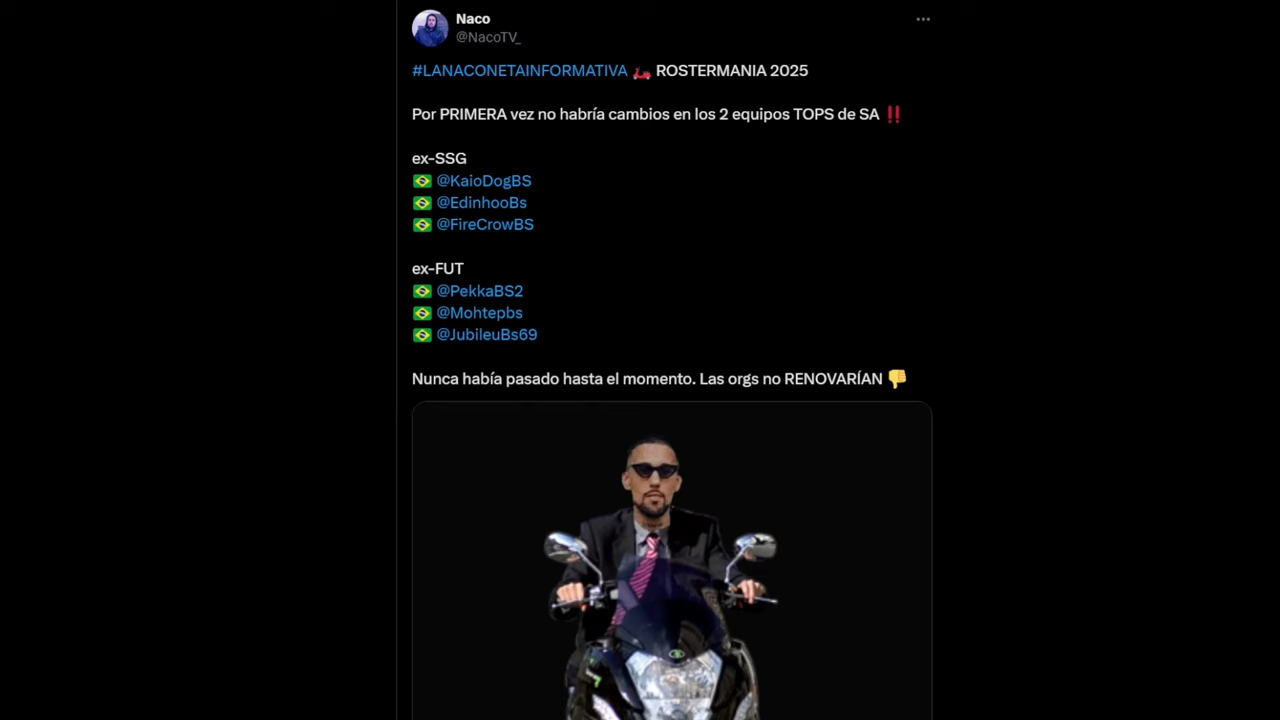 Naco
@NacoTV_
#LANACONETAINFORMATIVA 🛵 ROSTERMANIA 2025
Por PRIMERA vez no habría cambios en los 2 equipos TOPS de SA ‼️
ex-SSG
🇧🇷 @KaioDogBS
🇧🇷 @EdinhooBs
🇧🇷 @FireCrowBS
ex-FUT
🇧🇷 @PekkaBS2
🇧🇷 @Mohtepbs
🇧🇷 @JubileuBs69
Nunca había pasado hasta el momento. Las orgs no RENOVARÍAN 👎